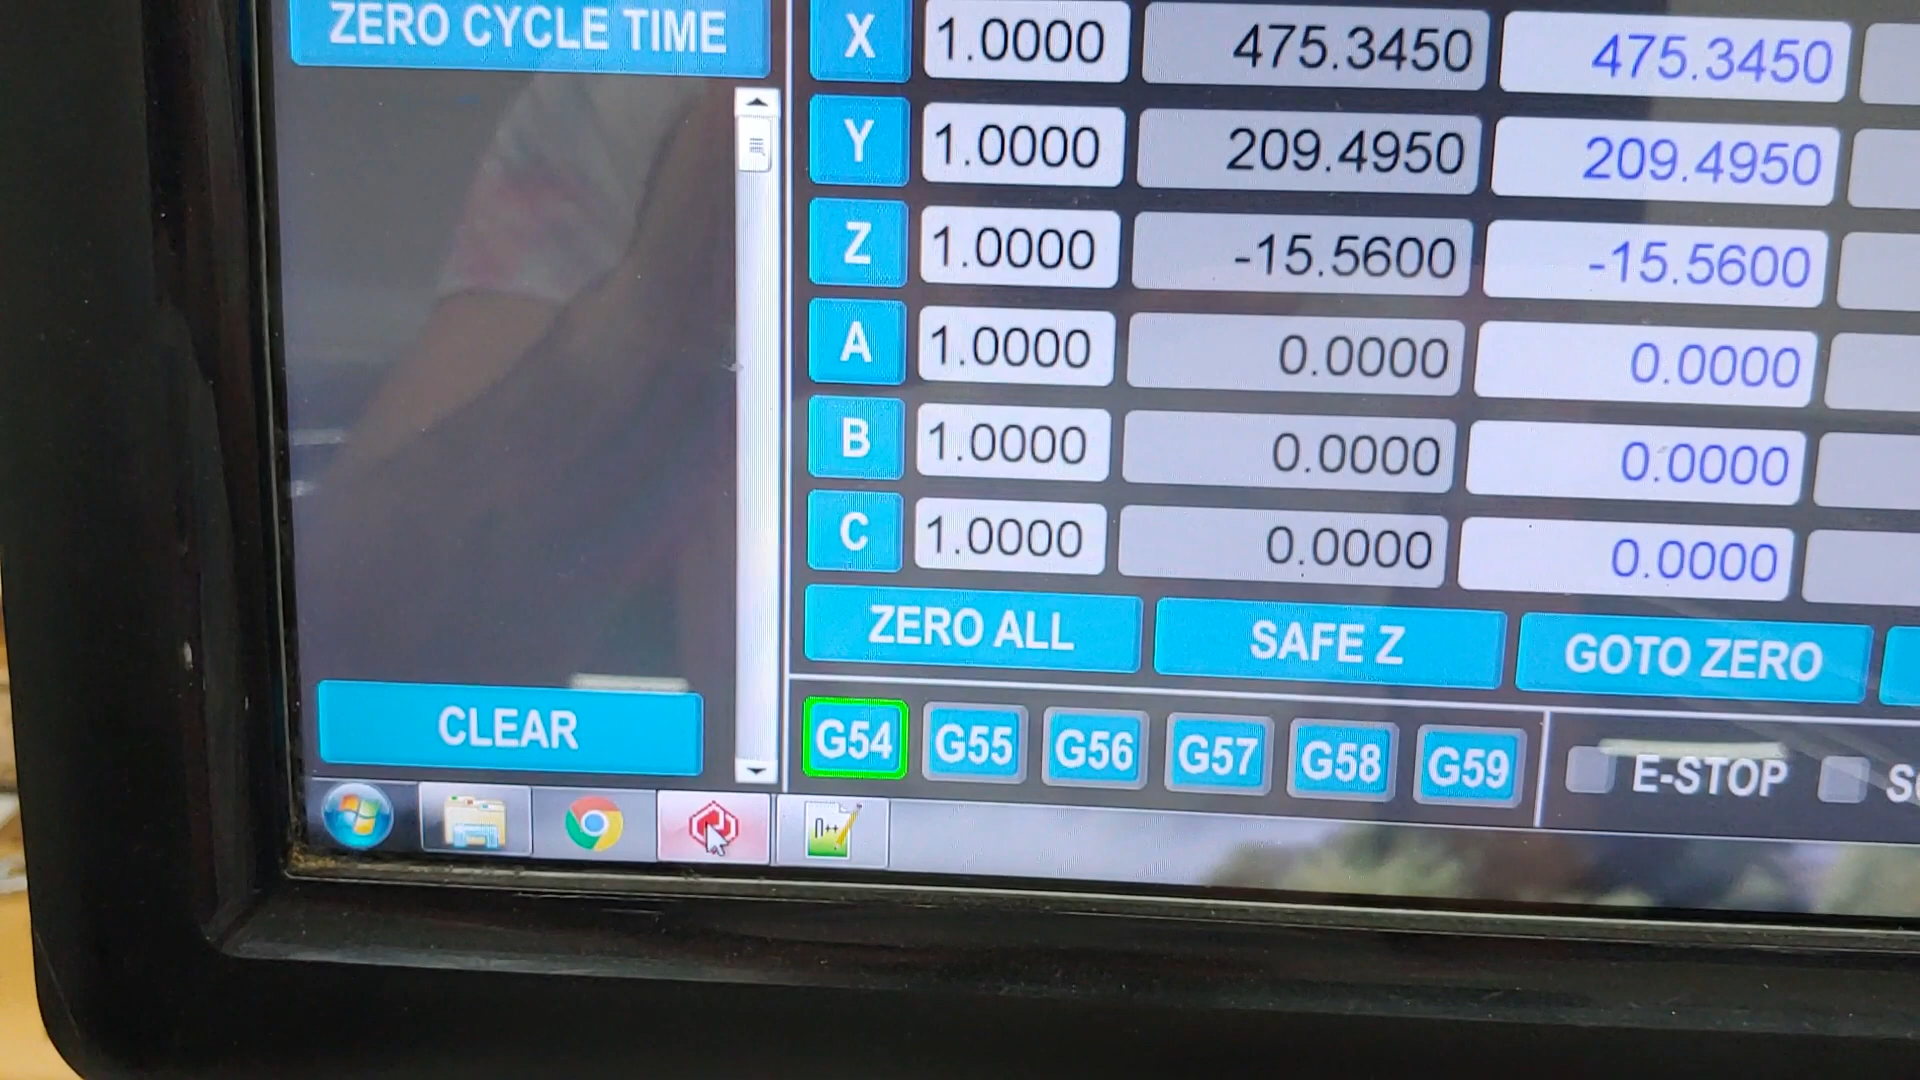 ZERO CYCLE TIME
X 1.0000 475.3450 475.3450
Y 1.0000 209.4950 209.4950
Z 1.0000 -15.5600 -15.5600
A 1.0000 0.0000 0.0000
B 1.0000 0.0000 0.0000
C 1.0000 0.0000 0.0000
ZERO ALL SAFE Z GOTO ZERO
CLEAR
G54 G55 G56 G57 G58 G59 E-STOP
n++